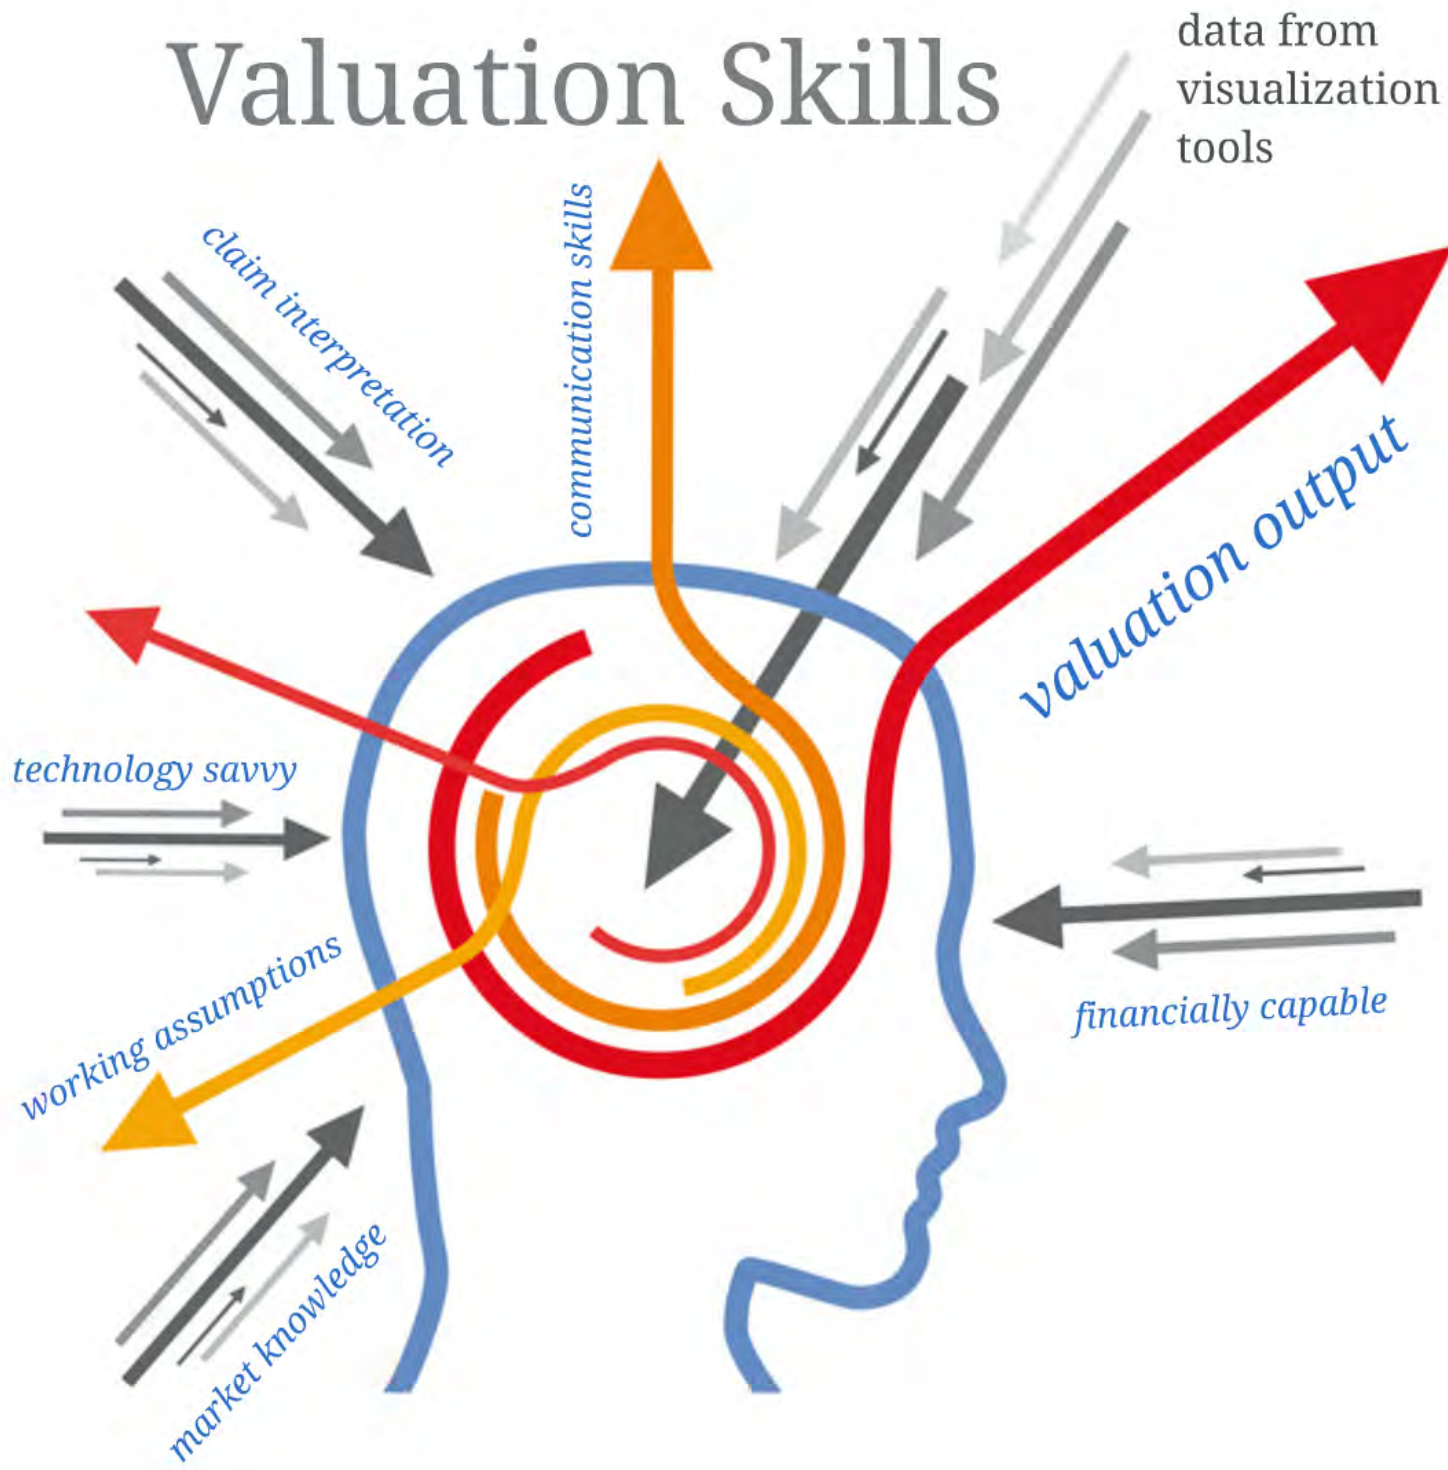 Valuation Skills
data from
visualization
tools
claim interpretation
communication skills
valuation output
technology savvy
working assumptions
financially capable
market knowledge